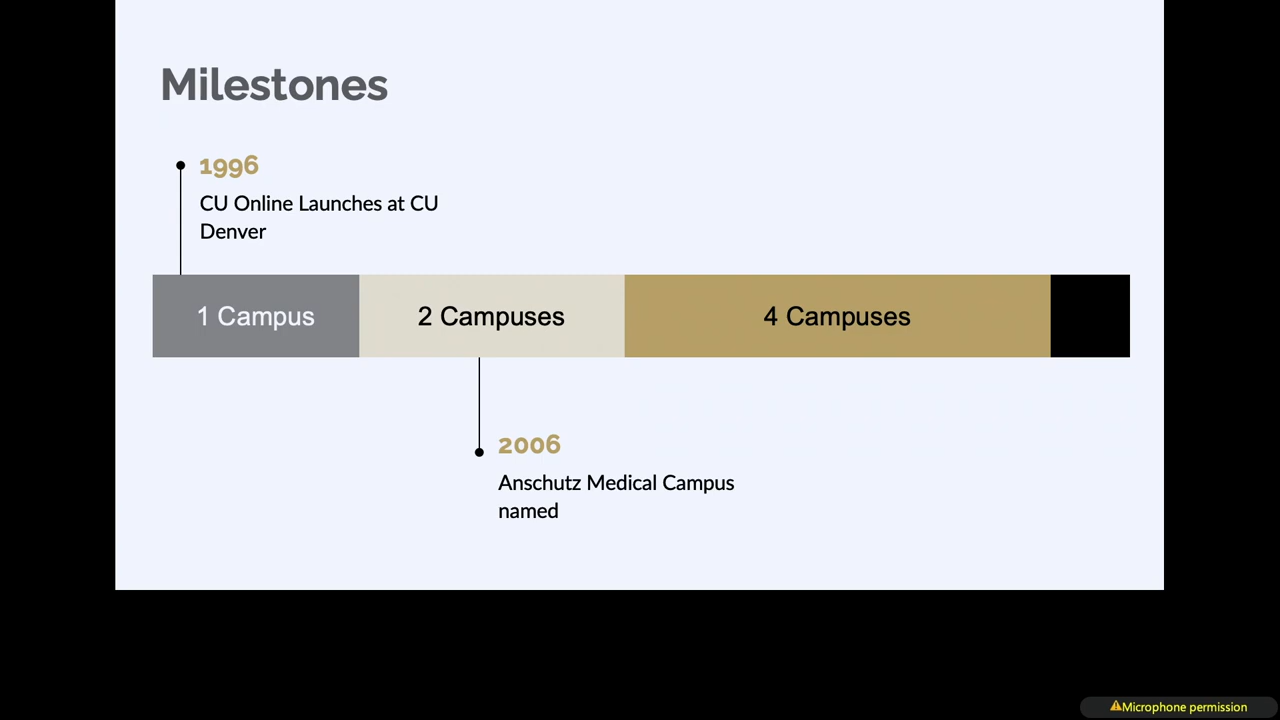 Milestones
1996
CU Online Launches at CU
Denver
1 Campus
2 Campuses
4 Campuses
2006
Anschutz Medical Campus
named
Microphone permission